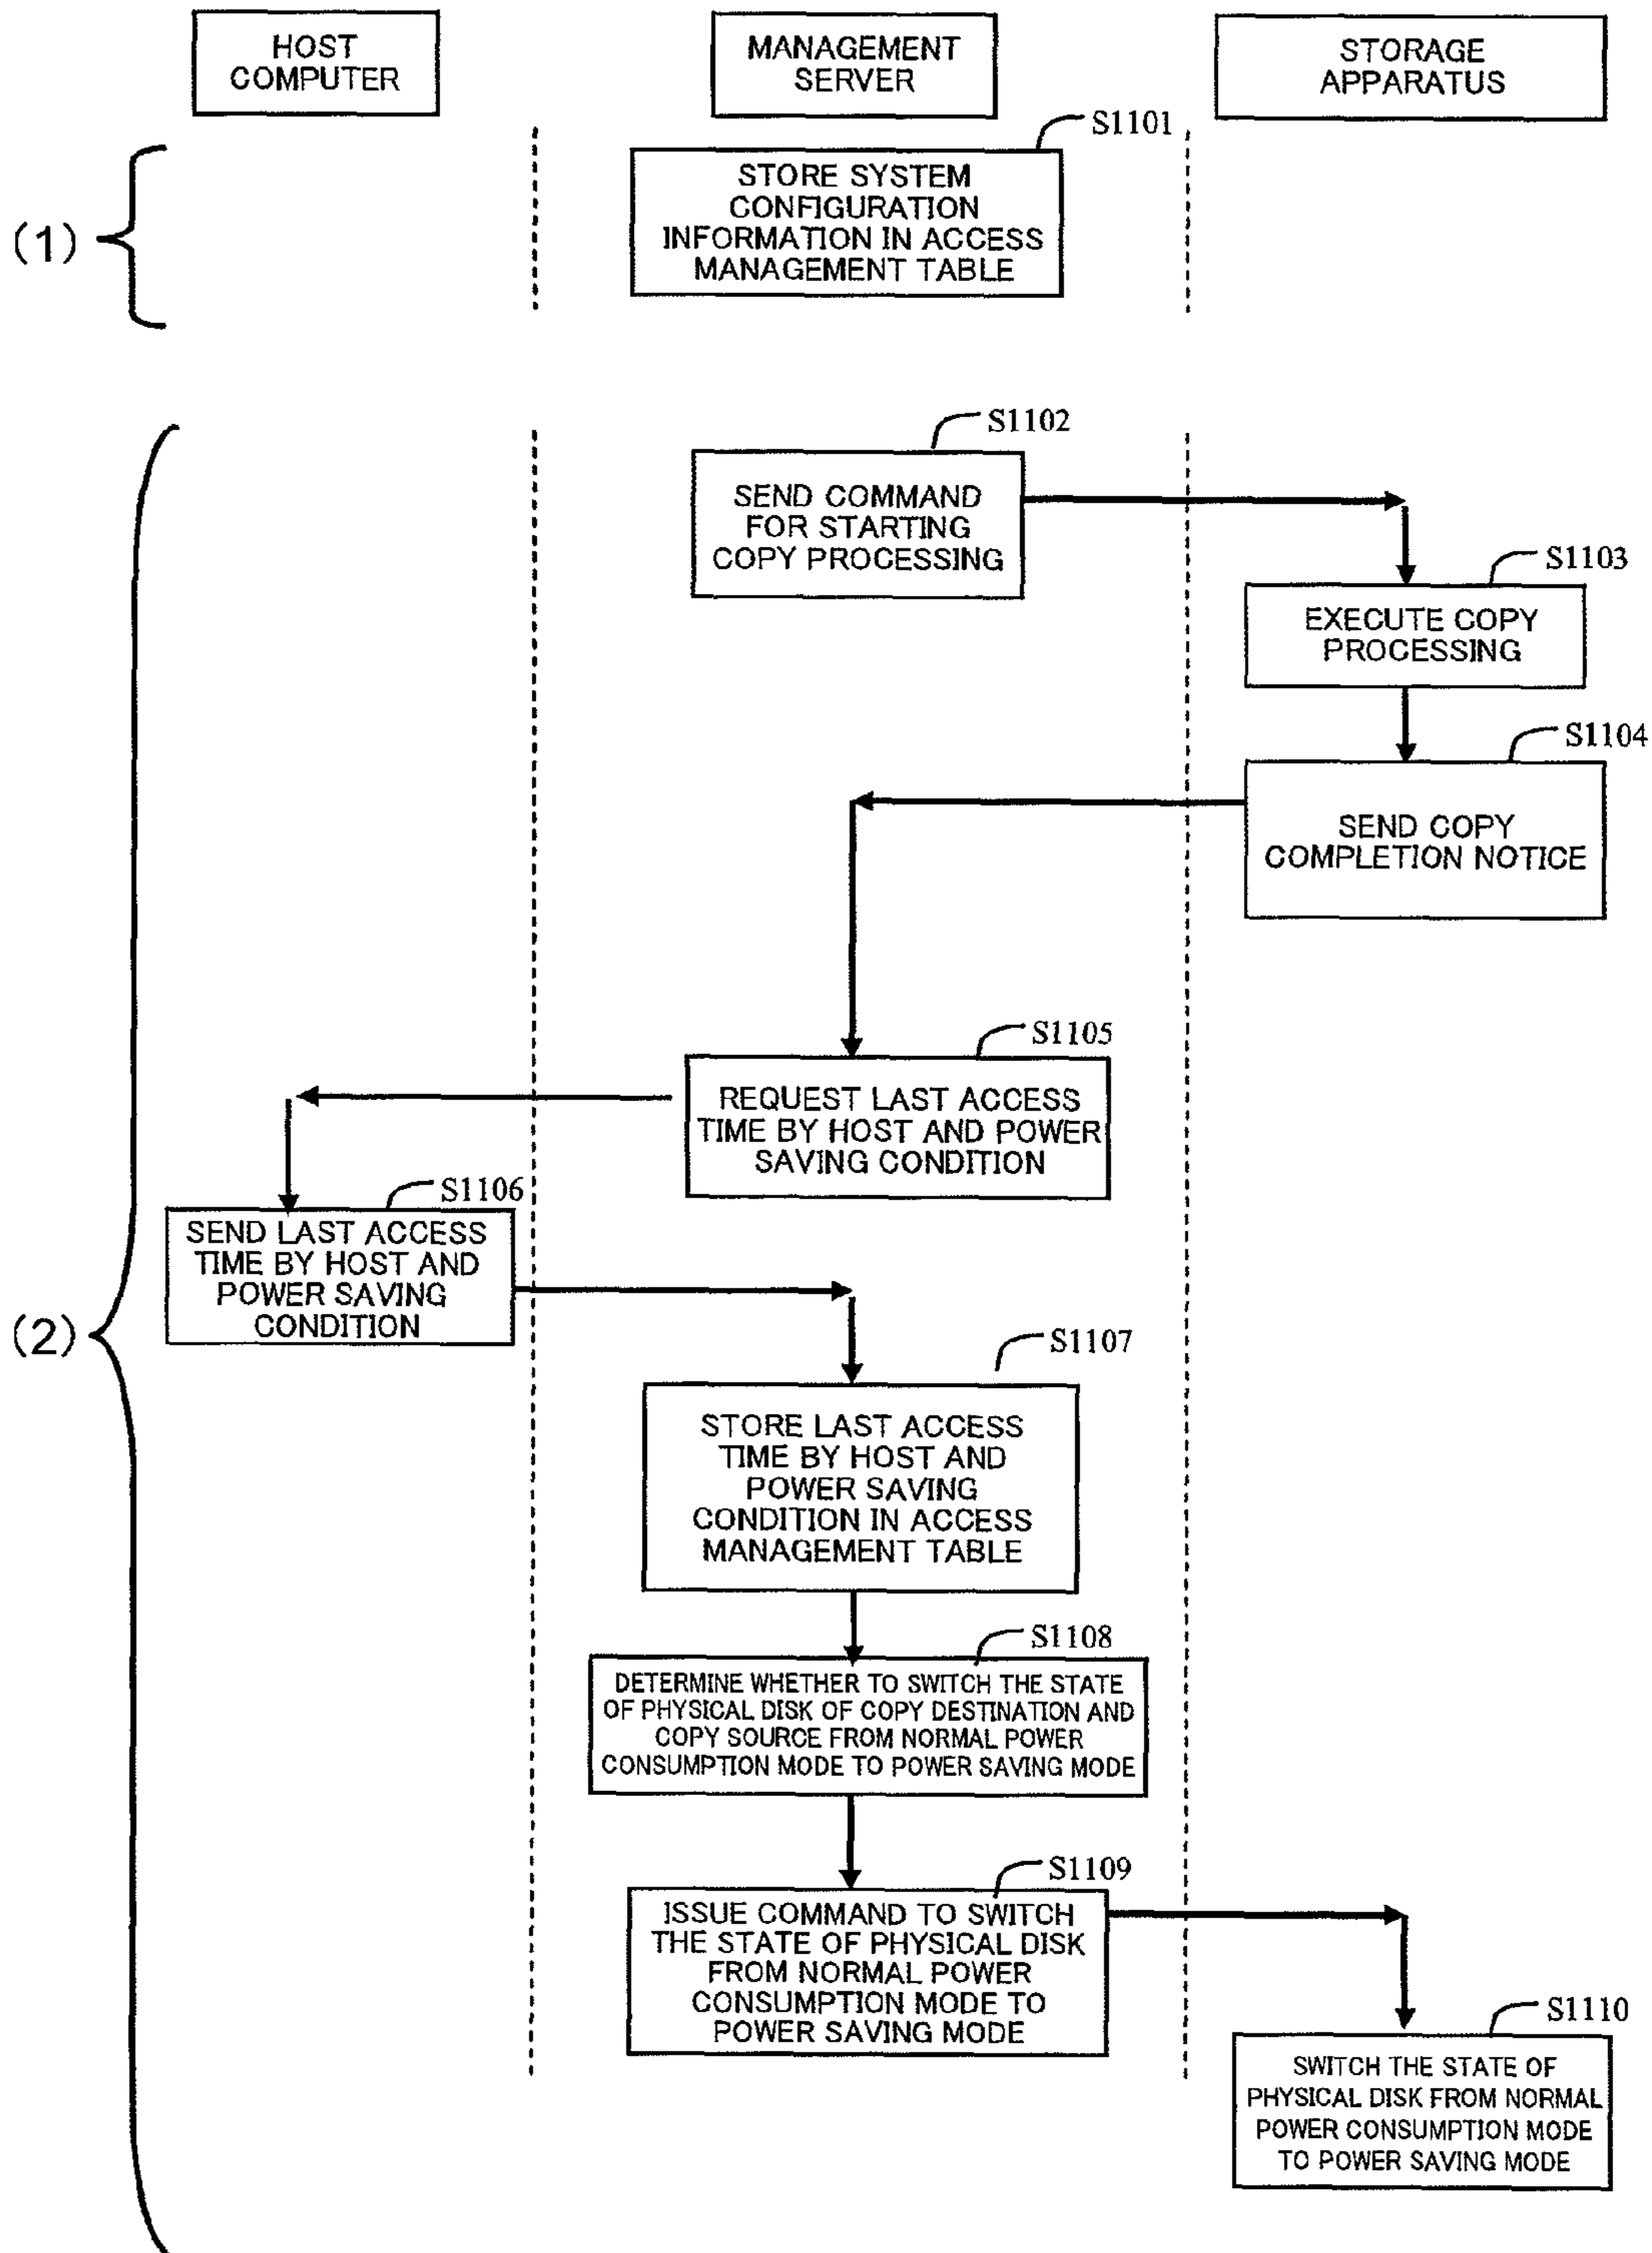 HOST
COMPUTER
MANAGEMENT
SERVER
STORAGE
APPARATUS
(1)
S1101
STORE SYSTEM
CONFIGURATION
INFORMATION IN ACCESS
MANAGEMENT TABLE
(2)
S1102
SEND COMMAND
FOR STARTING
COPY PROCESSING
S1103
EXECUTE COPY
PROCESSING
S1104
SEND COPY
COMPLETION NOTICE
S1105
REQUEST LAST ACCESS
TIME BY HOST AND POWER
SAVING CONDITION
S1106
SEND LAST ACCESS
TIME BY HOST AND
POWER SAVING
CONDITION
S1107
STORE LAST ACCESS
TIME BY HOST AND
POWER SAVING
CONDITION IN ACCESS
MANAGEMENT TABLE
S1108
DETERMINE WHETHER TO SWITCH THE STATE
OF PHYSICAL DISK OF COPY DESTINATION AND
COPY SOURCE FROM NORMAL POWER
CONSUMPTION MODE TO POWER SAVING MODE
S1109
ISSUE COMMAND TO SWITCH
THE STATE OF PHYSICAL DISK
FROM NORMAL POWER
CONSUMPTION MODE TO
POWER SAVING MODE
S1110
SWITCH THE STATE OF
PHYSICAL DISK FROM NORMAL
POWER CONSUMPTION MODE
TO POWER SAVING MODE